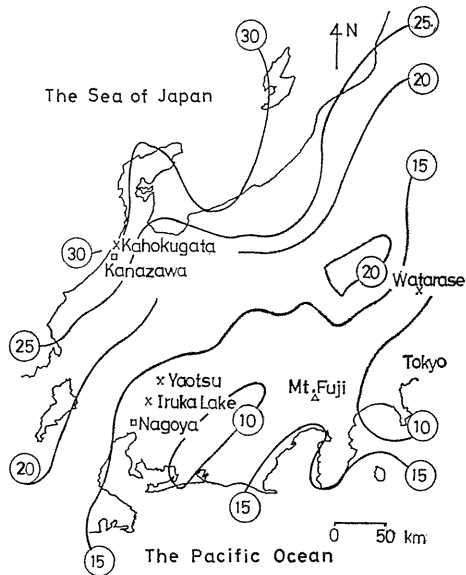 25
30
N
20
The Sea of Japan
15
30
Kahokugata
Kanazawa
20
Watarase
25
Tokyo
Yaotsu
Mt. Fuji
Iruka Lake
10
Nagoya
10
20
15
15
0 50 km
15
The Pacific Ocean